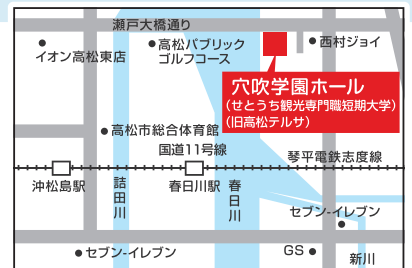 瀬戸大橋通り
イオン高松東店
高松パブリック
ゴルフコース
西村ジョイ
穴吹学園ホール
(せとうち観光専門職短期大学)
(旧高松テルサ)
高松市総合体育館
国道11号線
琴平電鉄志度線
沖松島駅
詰田川
春日川駅
春日川
セブン-イレブン
セブン-イレブン
GS
新川